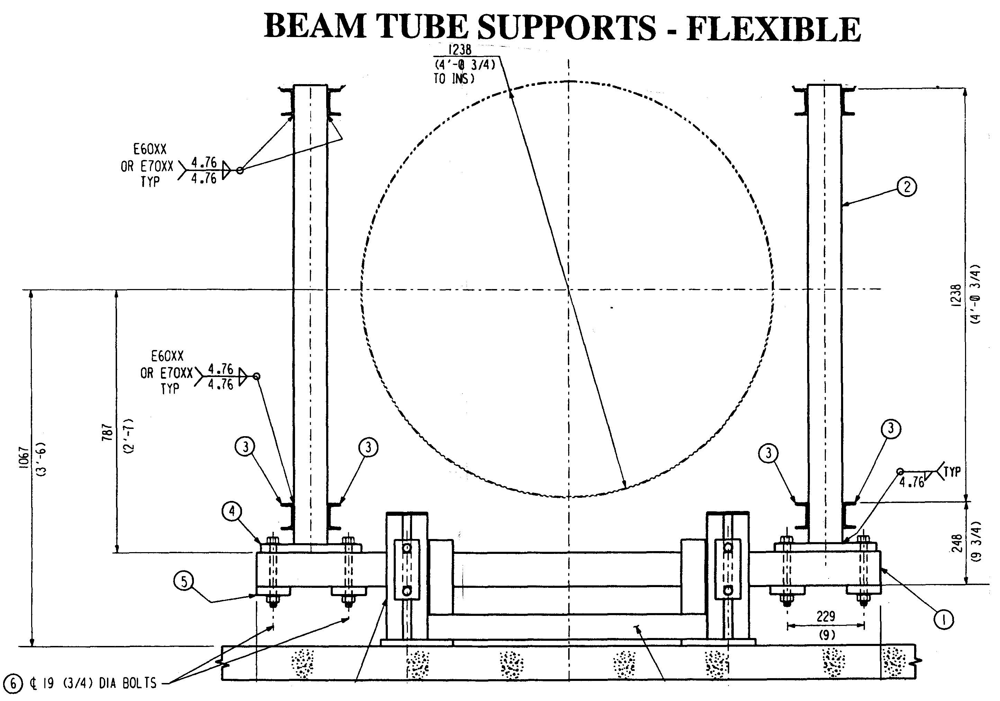 BEAM TUBE SUPPORTS - FLEXIBLE
1238
(4'-0 3/4)
TO INS)
E60XX
OR E70XX
TYP
4.76
4.76
2
1238
(4'-0 3/4)
E60XX
OR E70XX
TYP
4.76
4.76
787
(2'-7)
1067
(3'-6)
3
3
3
3
TYP
4.76
4
248
(9 3/4)
5
1
229
(9)
6 ℄ 19 (3/4) DIA BOLTS